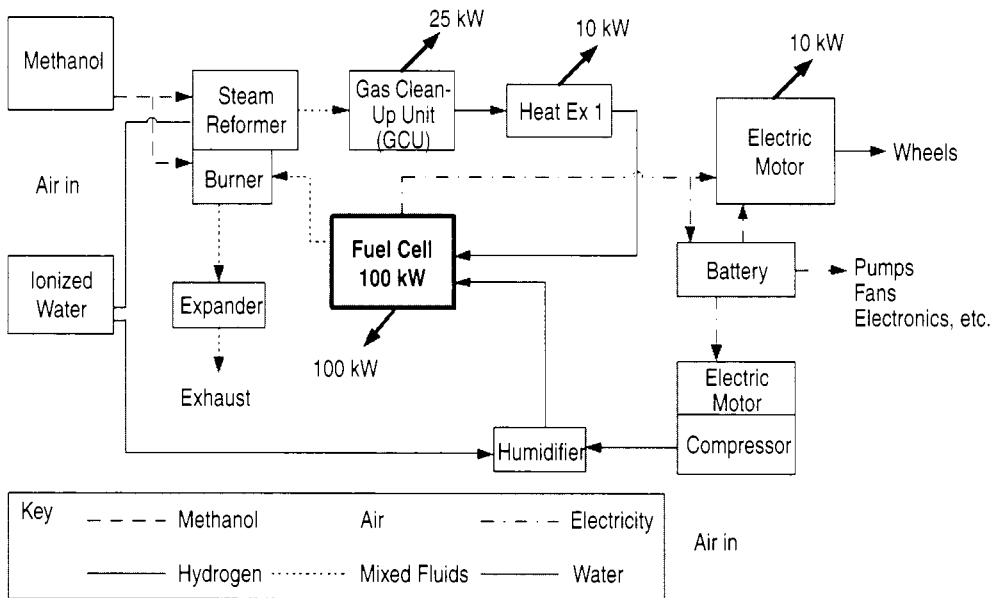 25 kW
10 kW
10 kW
Methanol
Steam
Reformer
Gas Clean-
Up Unit
(GCU)
Heat Ex 1
Electric
Motor
Wheels
Burner
Air in
Fuel Cell
100 kW
Ionized
Water
Battery
Pumps
Fans
Electronics, etc.
Expander
100 kW
Exhaust
Electric
Motor
Compressor
Humidifier
Key
Methanol
Air
Electricity
Hydrogen
Mixed Fluids
Water
Air in